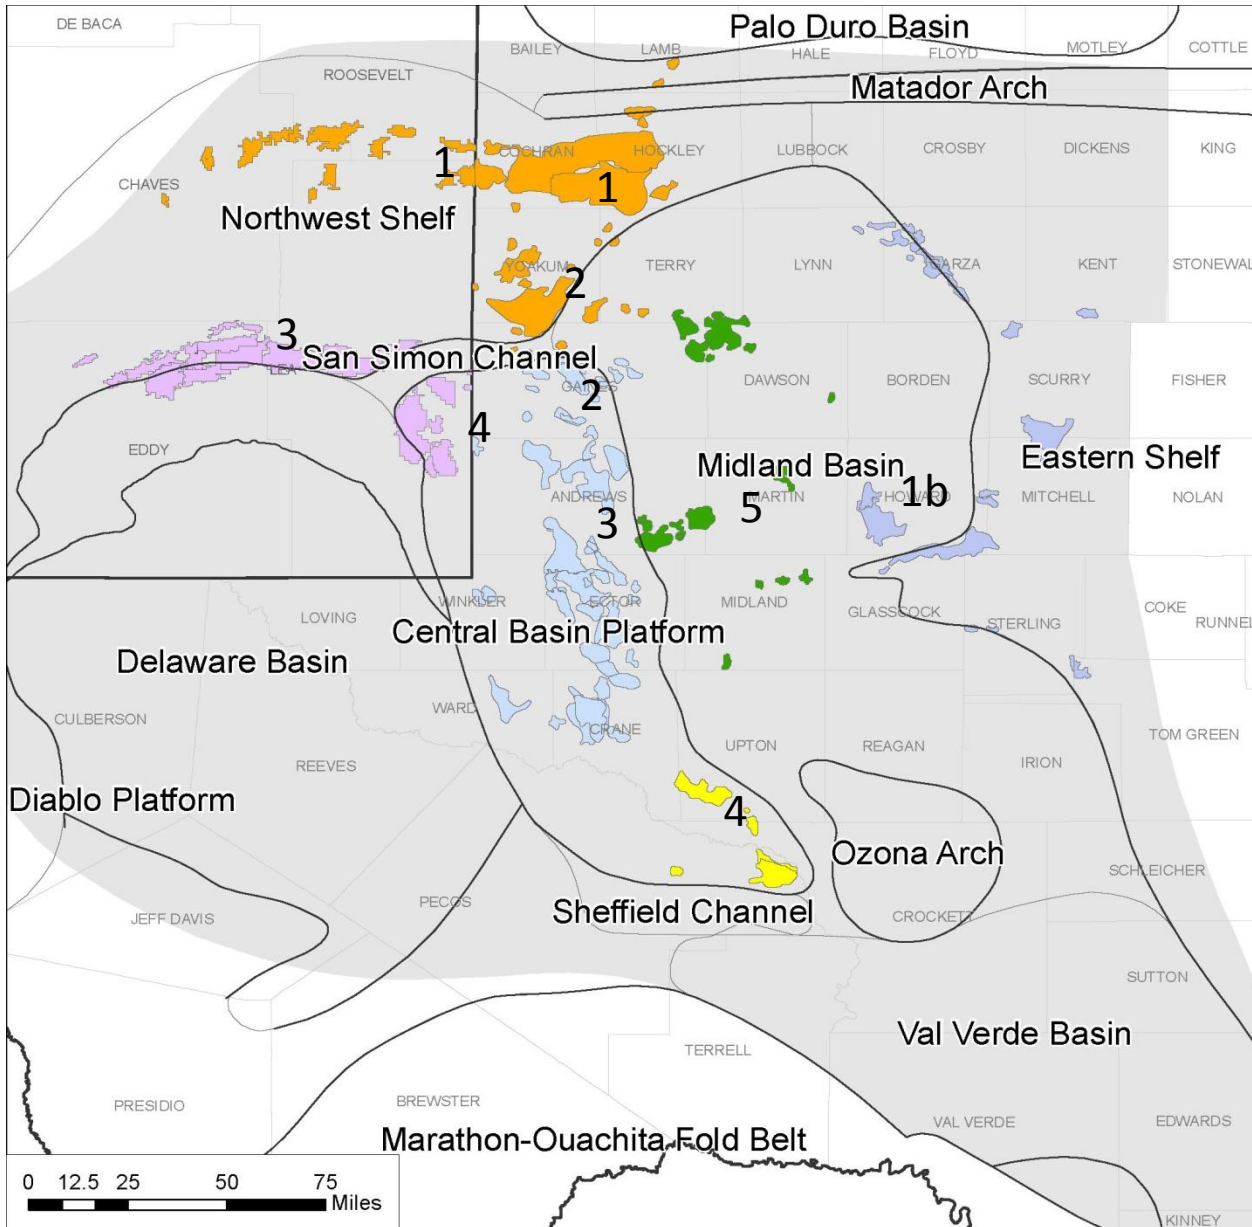 Palo Duro Basin
DE BACA
BAILEY
LAMB
HALE
FLOYD
MOTLEY
COTTLE
ROOSEVELT
Matador Arch
COCHRAN
HOCKLEY
LUBBOCK
CROSBY
DICKENS
KING
1
1
CHAVES
Northwest Shelf
YOAKUM
2
TERRY
LYNN
GARZA
KENT
STONEWAL
3
San Simon Channel
LEA
GAINES
2
DAWSON
BORDEN
SCURRY
FISHER
4
EDDY
Midland Basin
Eastern Shelf
ANDREWS
3
5
MARTIN
HOWARD
1b
MITCHELL
NOLAN
WINKLER
ECTOR
MIDLAND
GLASSCOCK
COKE
LOVING
STERLING
RUNNEL
Central Basin Platform
Delaware Basin
WARD
CRANE
CULBERSON
UPTON
REAGAN
TOM GREEN
REEVES
IRION
Diablo Platform
4
Ozona Arch
SCHLEICHER
PECOS
JEFF DAVIS
Sheffield Channel
CROCKETT
SUTTON
Val Verde Basin
TERRELL
PRESIDIO
BREWSTER
VAL VERDE
EDWARDS
Marathon-Ouachita Fold Belt
0 12.5 25 50 75
Miles
KINNEY